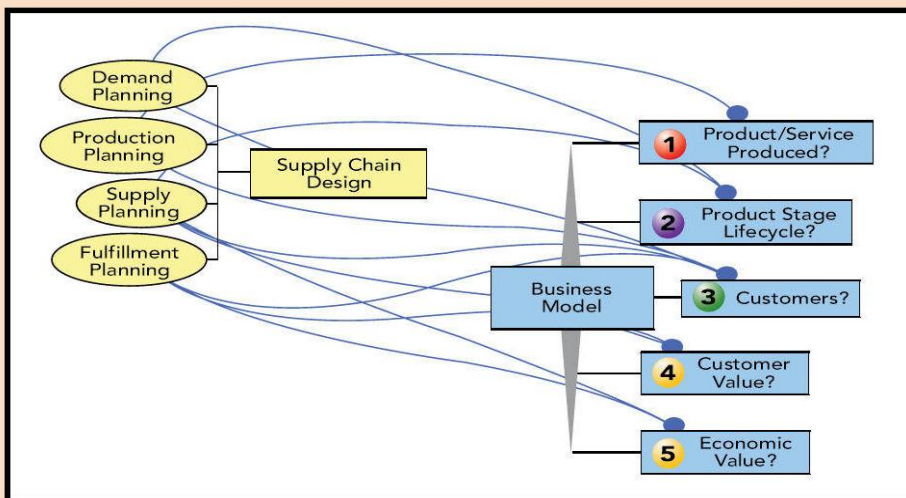 Demand
Planning
Production
Planning
Supply
Planning
Fulfillment
Planning
Supply Chain
Design
Business
Model
1 Product/Service
Produced?
2 Product Stage
Lifecycle?
3 Customers?
4 Customer
Value?
5 Economic
Value?